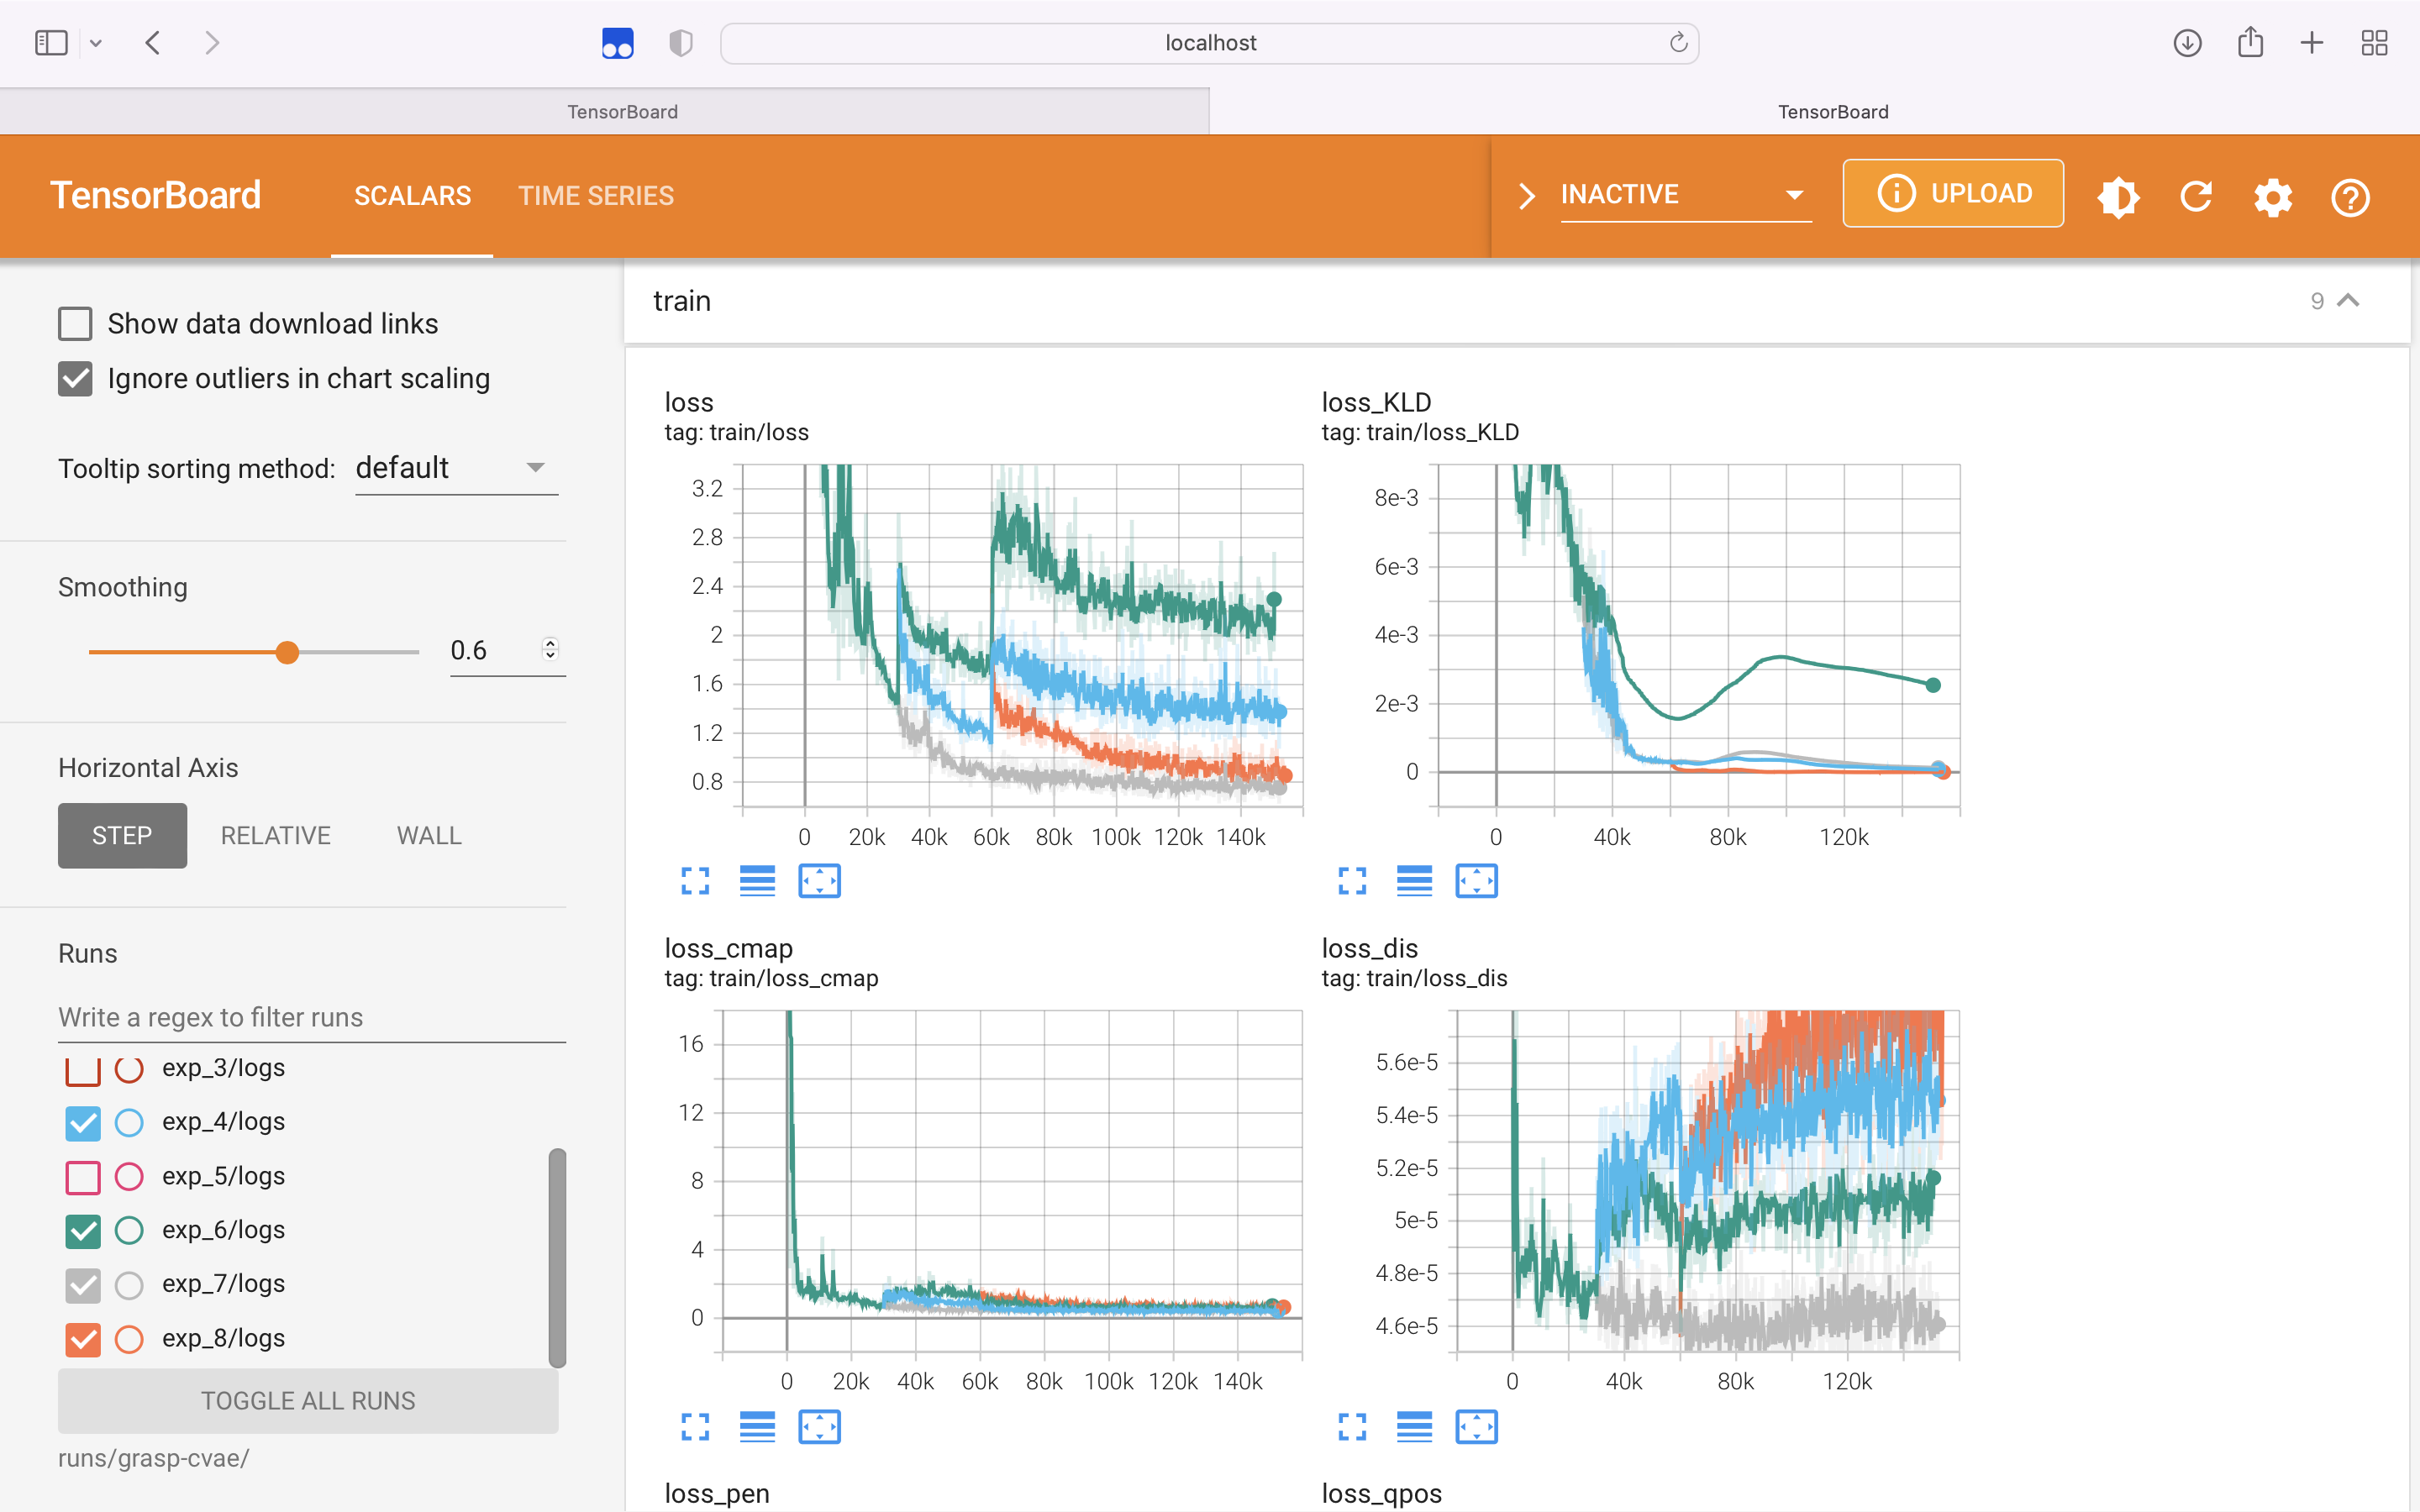 localhost
TensorBoard
TensorBoard
TensorBoard
SCALARS
TIME SERIES
INACTIVE
UPLOAD
Show data download links
Ignore outliers in chart scaling
Tooltip sorting method: default
Smoothing
0.6
Horizontal Axis
STEP
RELATIVE
WALL
Runs
Write a regex to filter runs
exp_3/logs
exp_4/logs
exp_5/logs
exp_6/logs
exp_7/logs
exp_8/logs
TOGGLE ALL RUNS
runs/grasp-cvae/
train
9
loss
tag: train/loss
3.2
2.8
2.4
2
1.6
1.2
0.8
0 20k 40k 60k 80k 100k 120k 140k
loss_KLD
tag: train/loss_KLD
8e-3
6e-3
4e-3
2e-3
0
0 40k 80k 120k
loss_cmap
tag: train/loss_cmap
16
12
8
4
0
0 20k 40k 60k 80k 100k 120k 140k
loss_dis
tag: train/loss_dis
5.6e-5
5.4e-5
5.2e-5
5e-5
4.8e-5
4.6e-5
0 40k 80k 120k
loss_pen
loss_qpos